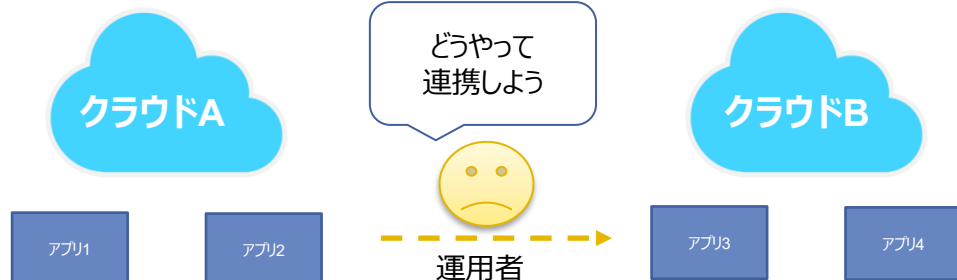 クラウドA
どうやって
連携しよう
クラウドB
アプリ1
アプリ2
運用者
アプリ3
アプリ4